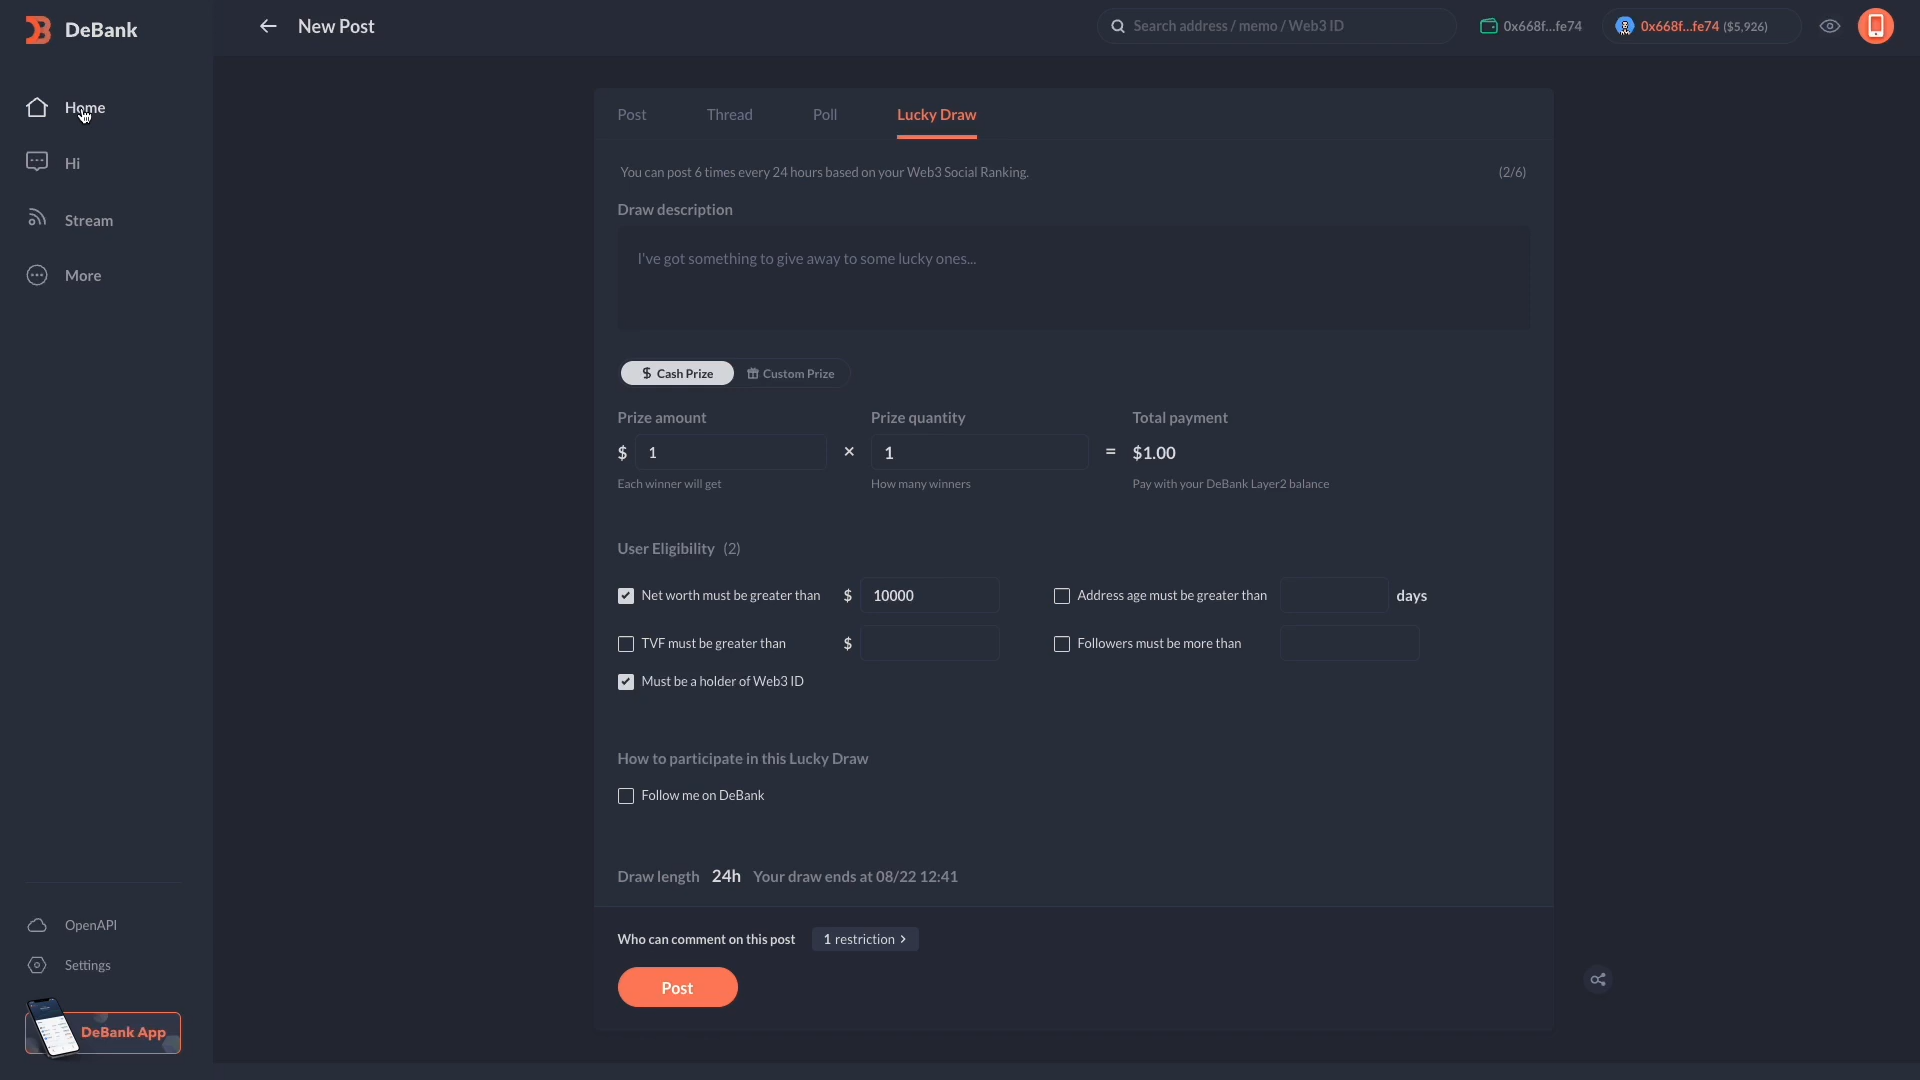 DeBank
New Post
Search address / memo / Web3 ID
0x668f...fe74
0x668f...fe74 ($5,926)
Home
Hi
Stream
More
Post
Thread
Poll
Lucky Draw
You can post 6 times every 24 hours based on your Web3 Social Ranking.
(2/6)
Draw description
I've got something to give away to some lucky ones...
$ Cash Prize
Custom Prize
Prize amount
Prize quantity
Total payment
$ 1 × 1 = $1.00
Each winner will get
How many winners
Pay with your DeBank Layer2 balance
User Eligibility (2)
Net worth must be greater than $ 10000
Address age must be greater than days
TVF must be greater than $
Followers must be more than
Must be a holder of Web3 ID
How to participate in this Lucky Draw
Follow me on DeBank
Draw length 24h Your draw ends at 08/22 12:41
Who can comment on this post 1 restriction >
Post
OpenAPI
Settings
DeBank App